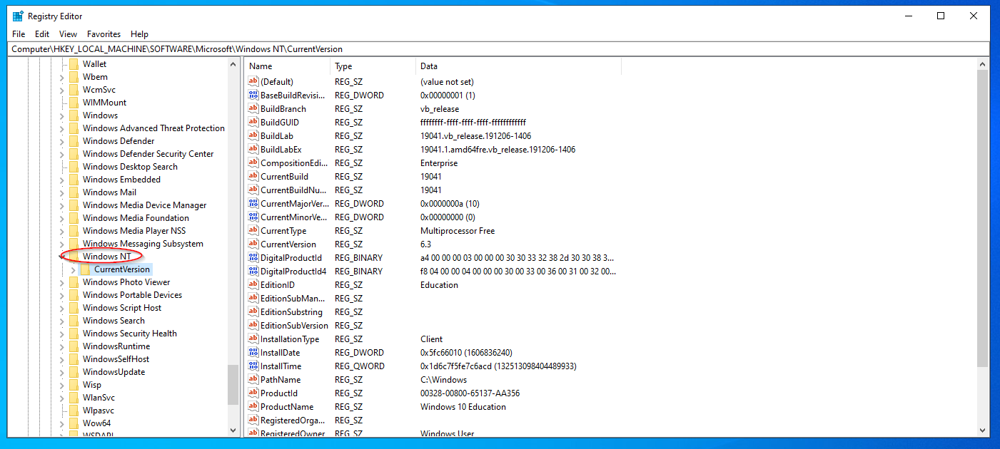 Registry Editor
File Edit View Favorites Help
Computer\HKEY_LOCAL_MACHINE\SOFTWARE\Microsoft\Windows NT\CurrentVersion
Wallet
Wbem
WcmSvc
WIMMount
Windows
Windows Advanced Threat Protection
Windows Defender
Windows Defender Security Center
Windows Desktop Search
Windows Embedded
Windows Mail
Windows Media Device Manager
Windows Media Foundation
Windows Media Player NSS
Windows Messaging Subsystem
Windows NT
CurrentVersion
Windows Photo Viewer
Windows Portable Devices
Windows Script Host
Windows Search
Windows Security Health
WindowsRuntime
WindowsSelfHost
WindowsUpdate
Wisp
WlanSvc
Wlpasvc
Wow64
WSDAPI
Name Type Data
(Default) REG_SZ (value not set)
BaseBuildRevisi... REG_DWORD 0x00000001 (1)
BuildBranch REG_SZ vb_release
BuildGUID REG_SZ ffffffff-ffff-ffff-ffff-ffffffffffff
BuildLab REG_SZ 19041.vb_release.191206-1406
BuildLabEx REG_SZ 19041.1.amd64fre.vb_release.191206-1406
CompositionEdi... REG_SZ Enterprise
CurrentBuild REG_SZ 19041
CurrentBuildNu... REG_SZ 19041
CurrentMajorVer... REG_DWORD 0x0000000a (10)
CurrentMinorVe... REG_DWORD 0x00000000 (0)
CurrentType REG_SZ Multiprocessor Free
CurrentVersion REG_SZ 6.3
DigitalProductId REG_BINARY a4 00 00 00 03 00 00 00 30 30 33 32 38 2d 30 30 38 3...
DigitalProductId4 REG_BINARY f8 04 00 00 04 00 00 00 30 00 33 00 36 00 31 00 32 00...
EditionID REG_SZ Education
EditionSubMan... REG_SZ
EditionSubstring REG_SZ
EditionSubVersion REG_SZ
InstallationType REG_SZ Client
InstallDate REG_DWORD 0x5fc66010 (1606836240)
InstallTime REG_QWORD 0x1d6c7f5fe7c6acd (132513098404489933)
PathName REG_SZ C:\Windows
ProductId REG_SZ 00328-00800-65137-AA356
ProductName REG_SZ Windows 10 Education
RegisteredOrga... REG_SZ
RegisteredOwner REG_SZ Windows User